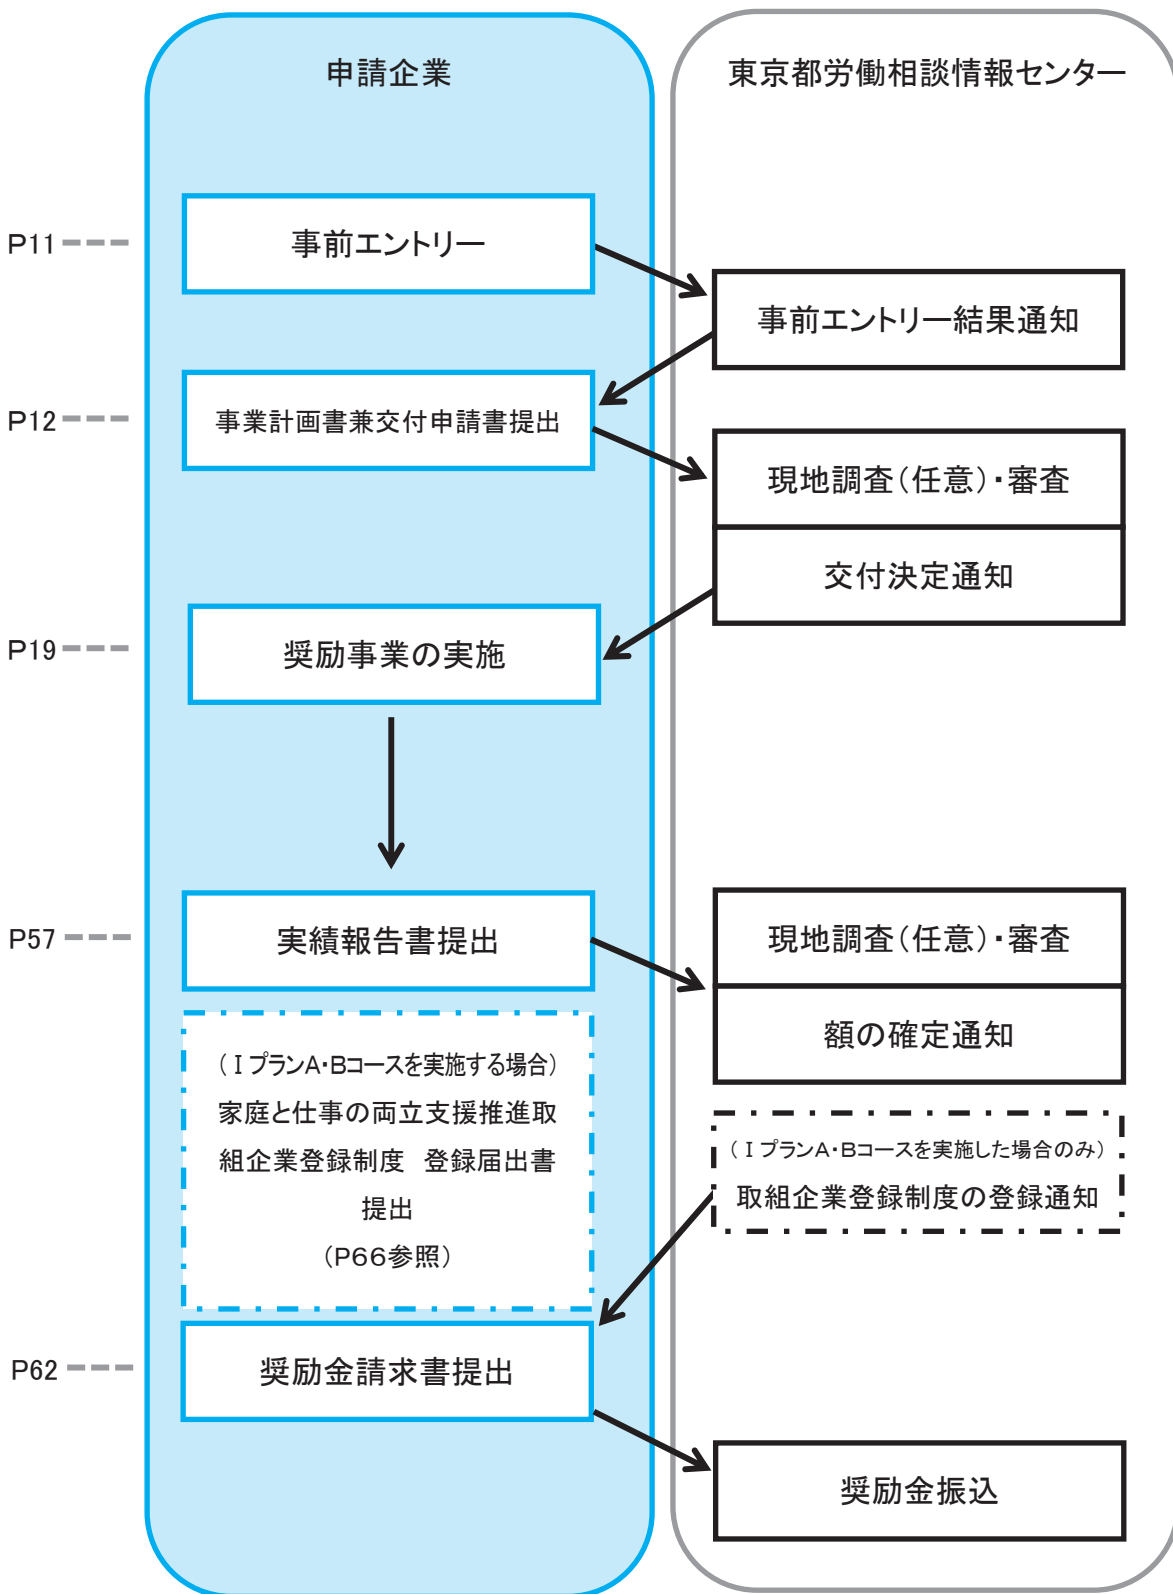 申請企業
東京都労働相談情報センター
P11
事前エントリー
事前エントリー結果通知
P12
事業計画書兼交付申請書提出
現地調査(任意)・審査
交付決定通知
P19
奨励事業の実施
P57
実績報告書提出
現地調査(任意)・審査
額の確定通知
(ⅠプランA・Bコースを実施する場合)
家庭と仕事の両立支援推進取
組企業登録制度 登録届出書
提出
(P66参照)
(ⅠプランA・Bコースを実施した場合のみ)
取組企業登録制度の登録通知
P62
奨励金請求書提出
奨励金振込